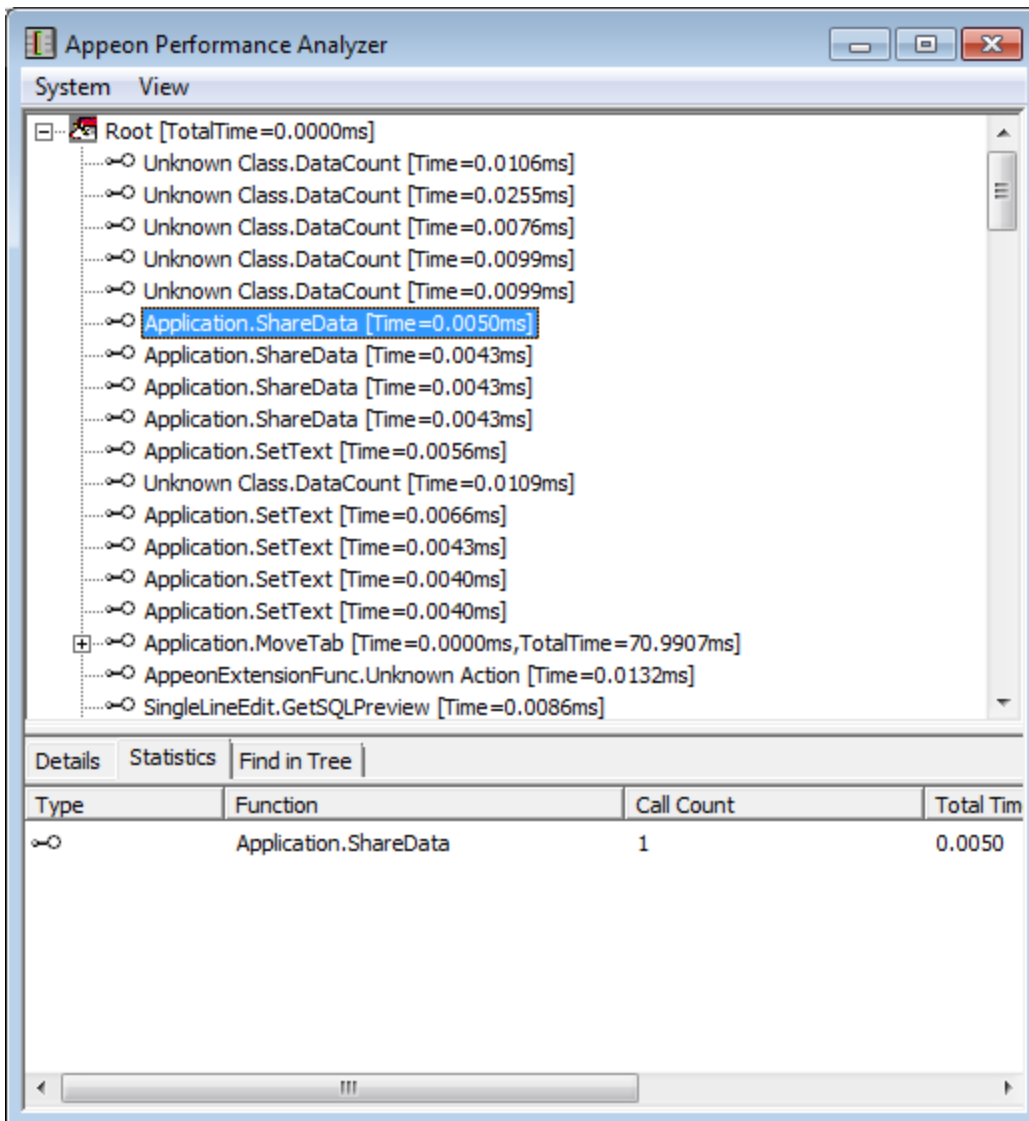 Appeon Performance Analyzer
System View
Root [TotalTime=0.0000ms]
Unknown Class.DataCount [Time=0.0106ms]
Unknown Class.DataCount [Time=0.0255ms]
Unknown Class.DataCount [Time=0.0076ms]
Unknown Class.DataCount [Time=0.0099ms]
Unknown Class.DataCount [Time=0.0099ms]
Application.ShareData [Time=0.0050ms]
Application.ShareData [Time=0.0043ms]
Application.ShareData [Time=0.0043ms]
Application.ShareData [Time=0.0043ms]
Application.SetText [Time=0.0056ms]
Unknown Class.DataCount [Time=0.0109ms]
Application.SetText [Time=0.0066ms]
Application.SetText [Time=0.0043ms]
Application.SetText [Time=0.0040ms]
Application.SetText [Time=0.0040ms]
Application.MoveTab [Time=0.0000ms,TotalTime=70.9907ms]
AppeonExtensionFunc.Unknown Action [Time=0.0132ms]
SingleLineEdit.GetSQLPreview [Time=0.0086ms]
Details Statistics Find in Tree
Type Function Call Count Total Tim
Application.ShareData 1 0.0050